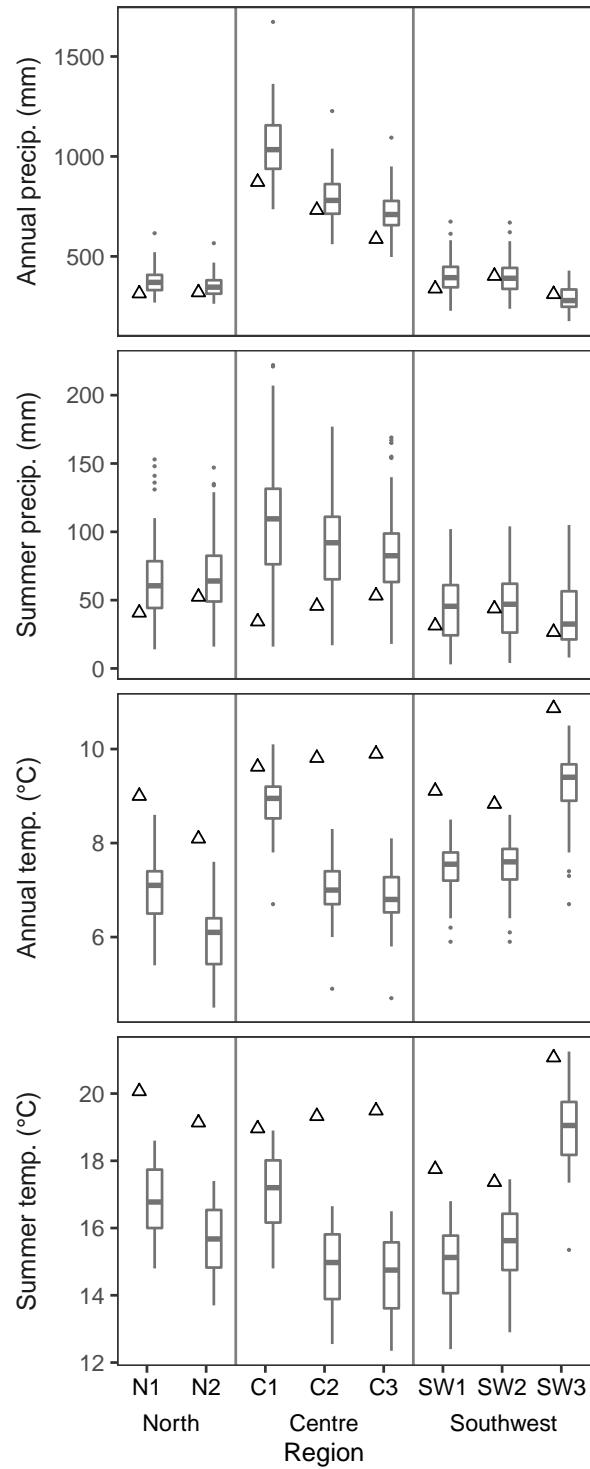 Annual precip. (mm)
1500
1000
500
Summer precip. (mm)
200
150
100
50
0
Annual temp. (°C)
10
8
6
Summer temp. (°C)
20
18
16
14
12
N1 N2 C1 C2 C3 SW1 SW2 SW3
North Centre Southwest
Region